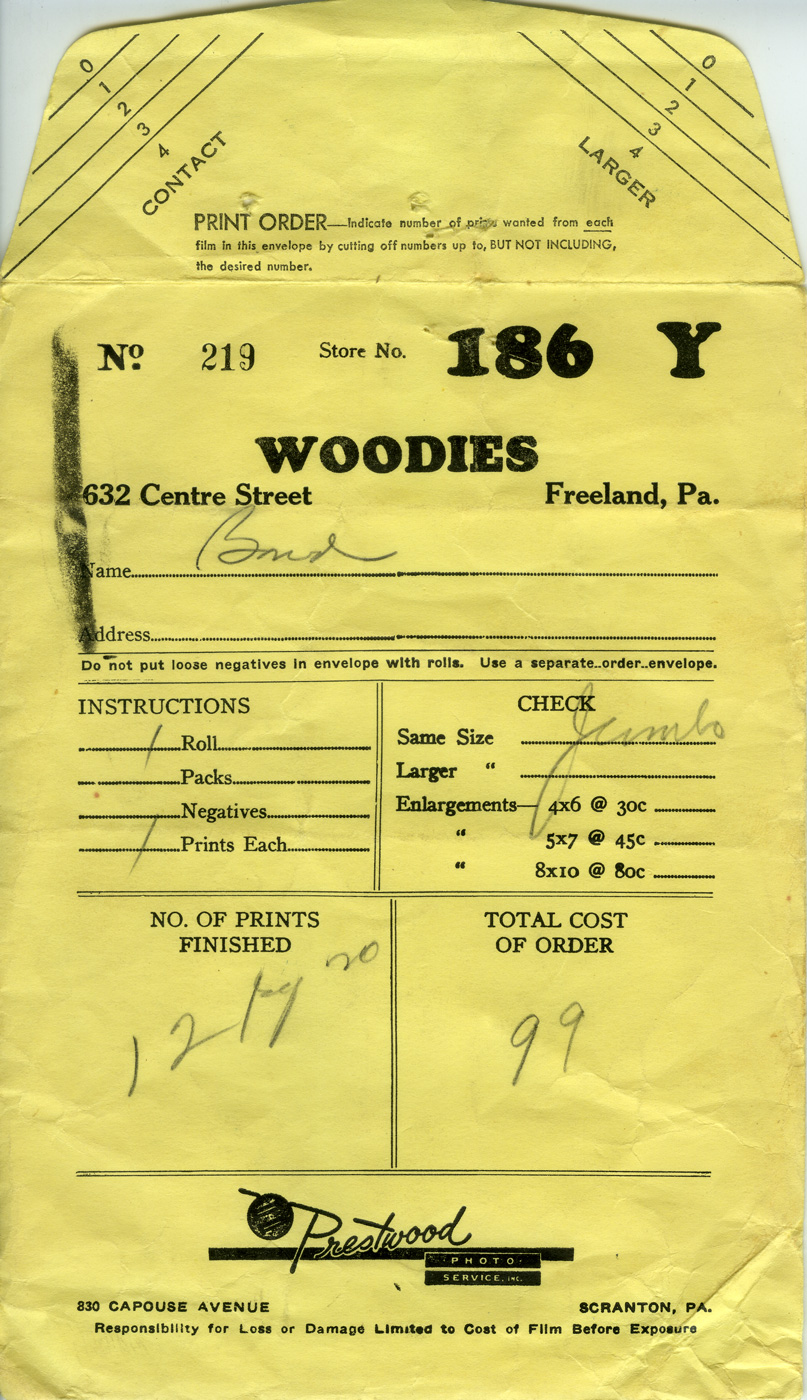 0 1 2 3 4
CONTACT
0 1 2 3 4
LARGER
PRINT ORDER—Indicate number of prints wanted from each
film in this envelope by cutting off numbers up to, BUT NOT INCLUDING,
the desired number.
No. 219 Store No. 186 Y
WOODIES
632 Centre Street Freeland, Pa.
Name
Address
Do not put loose negatives in envelope with rolls. Use a separate order envelope.
INSTRUCTIONS
/ Roll
Packs
Negatives
/ Prints Each
CHECK
Jumbo
Same Size
Larger "
Enlargements— 4x6 @ 30c
" 5x7 @ 45c
" 8x10 @ 80c
NO. OF PRINTS
FINISHED
12
TOTAL COST
OF ORDER
99
Prestwood
PHOTO
SERVICE, INC.
830 CAPOUSE AVENUE SCRANTON, PA.
Responsibility for Loss or Damage Limited to Cost of Film Before Exposure